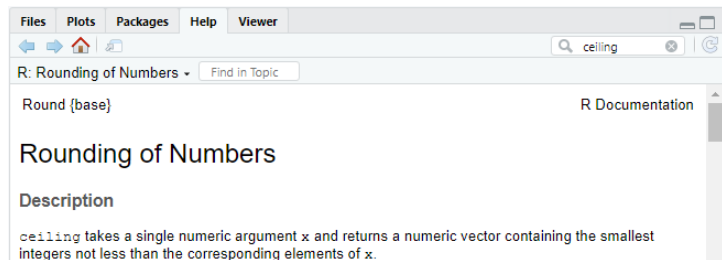 Files Plots Packages Help Viewer
ceiling
R: Rounding of Numbers Find in Topic
Round {base} R Documentation
Rounding of Numbers
Description
ceiling takes a single numeric argument x and returns a numeric vector containing the smallest
integers not less than the corresponding elements of x.